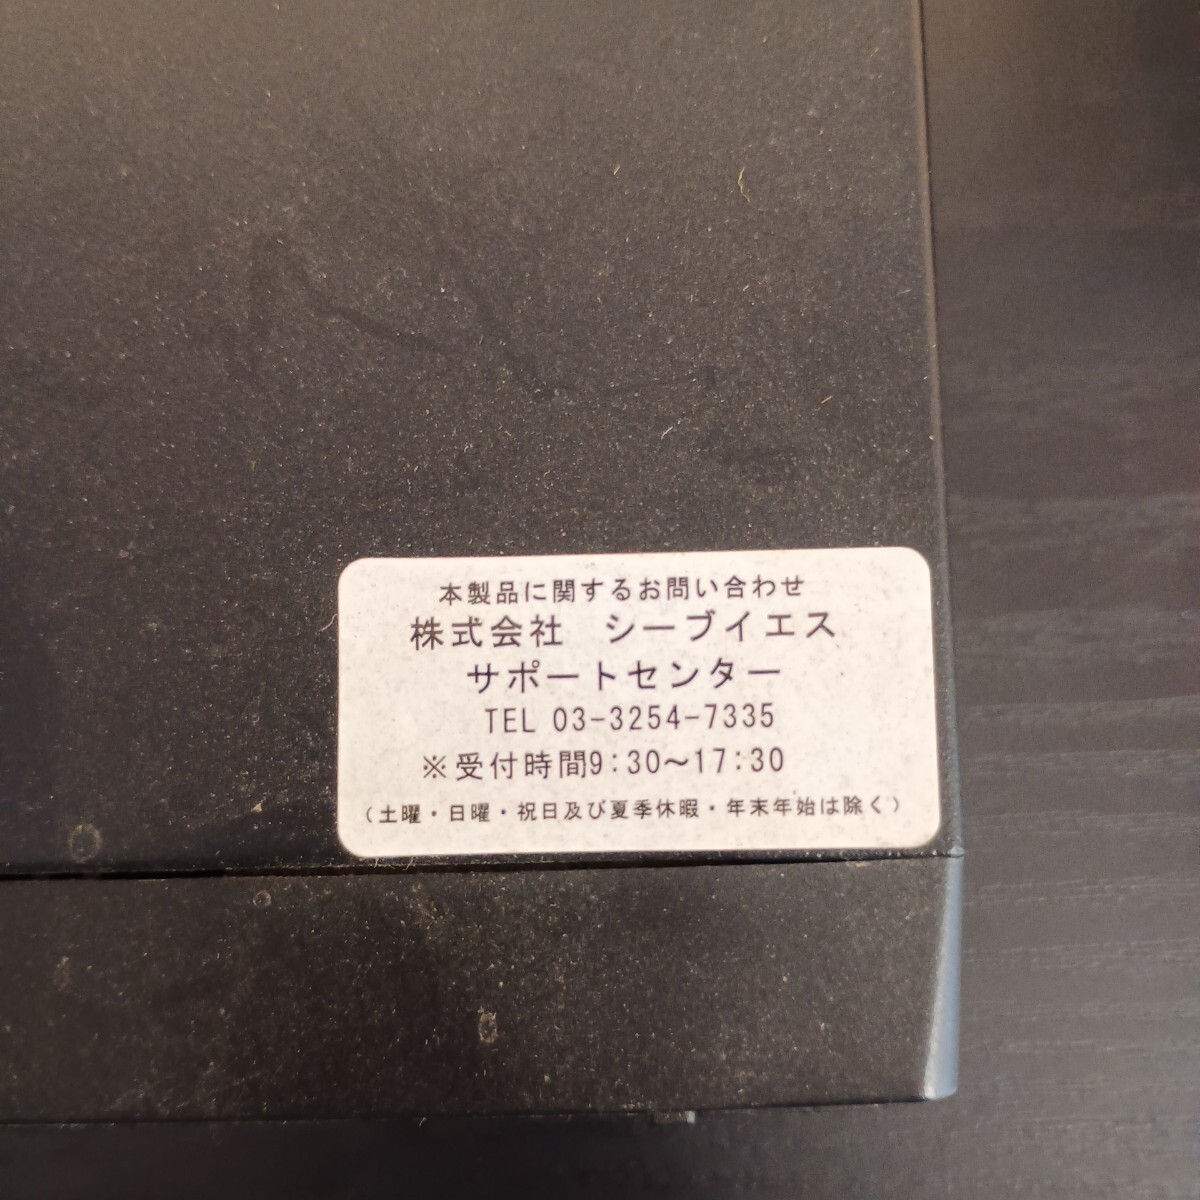 本製品に関するお問い合わせ
株式会社　シーブイエス
サポートセンター
TEL 03-3254-7335
※受付時間9:30～17:30
（土曜・日曜・祝日及び夏季休暇・年末年始は除く）